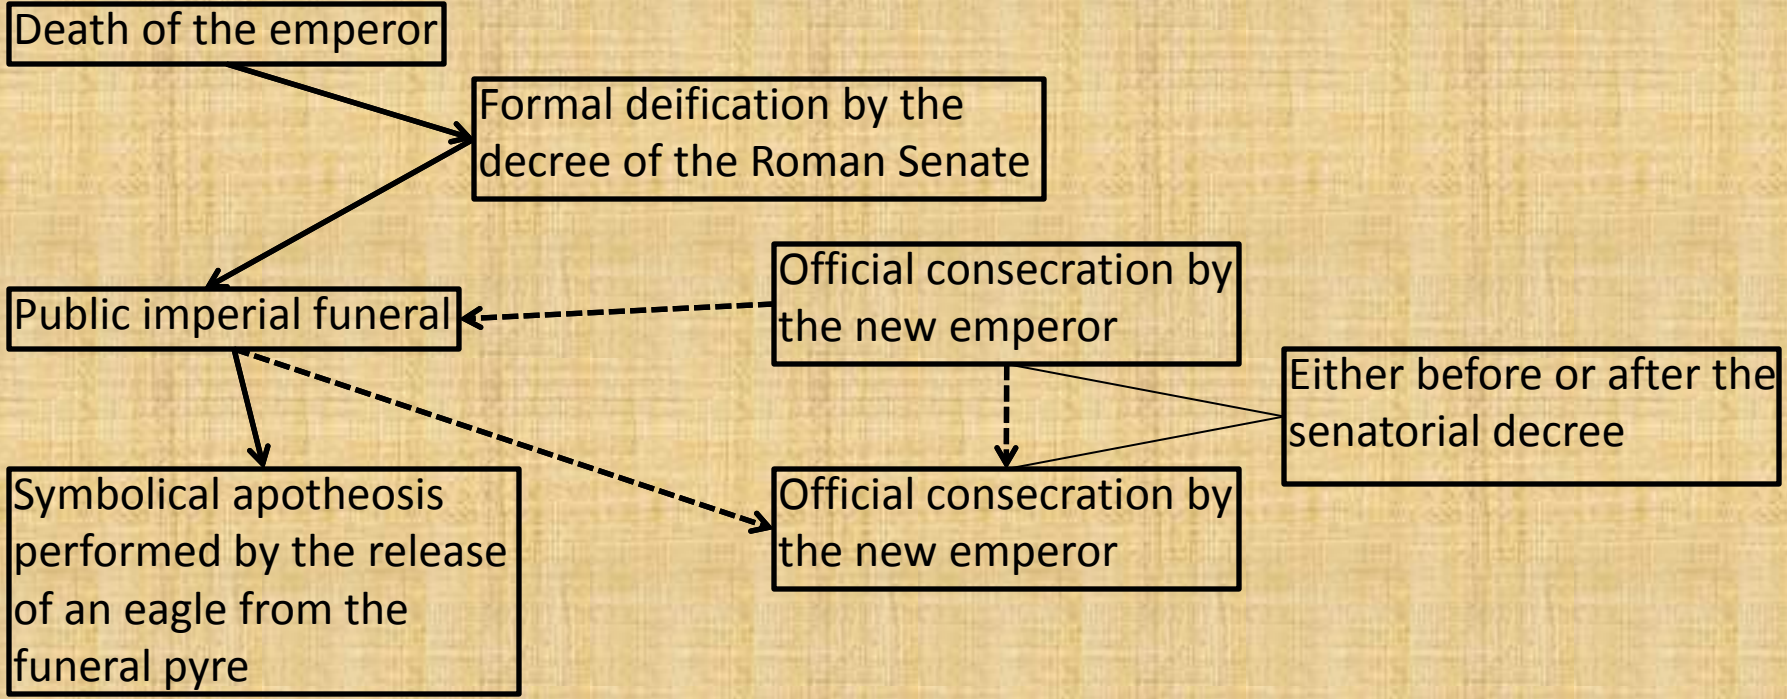 Death of the emperor
Formal deification by the
decree of the Roman Senate
Public imperial funeral
Official consecration by
the new emperor
Either before or after the
senatorial decree
Symbolical apotheosis
performed by the release
of an eagle from the
funeral pyre
Official consecration by
the new emperor